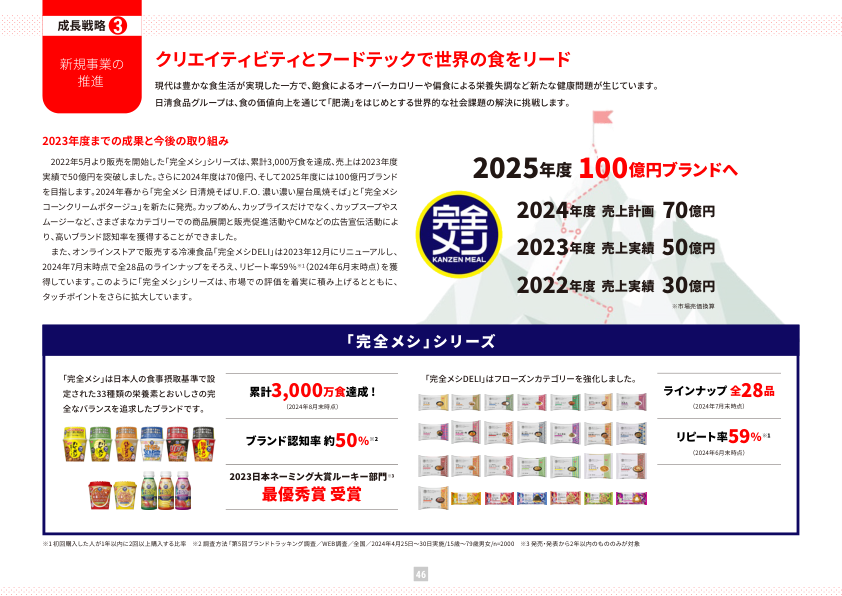 成長戦略 3
新規事業の
推進
クリエイティビティとフードテックで世界の食をリード
現代は豊かな食生活が実現した一方で、飽食によるオーバーカロリーや偏食による栄養失調など新たな健康問題が生じています。
日清食品グループは、食の価値向上を通じて「肥満」をはじめとする世界的な社会課題の解決に挑戦します。
2023年度までの成果と今後の取り組み
2022年5月より販売を開始した「完全メシ」シリーズは、累計3,000万食を達成、売上は2023年度
実績で50億円を突破しました。さらに2024年度は70億円、そして2025年度には100億円ブランド
を目指します。2024年春から「完全メシ 日清焼そばU.F.O. 濃い濃い屋台風焼そば」と「完全メシ
コーンクリームポタージュ」を新たに発売。カップめん、カップライスだけでなく、カップスープやス
ムージーなど、さまざまなカテゴリーでの商品展開と販売促進活動やCMなどの広告宣伝活動によ
り、高いブランド認知率を獲得することができました。
また、オンラインストアで販売する冷凍食品「完全メシDELI」は2023年12月にリニューアルし、
2024年7月末時点で全28品のラインナップをそろえ、リピート率59%※1(2024年6月末時点)を獲
得しています。このように「完全メシ」シリーズは、市場での評価を着実に積み上げるとともに、
タッチポイントをさらに拡大しています。
2025年度 100億円ブランドへ
完全
メシ
KANZEN MEAL
2024年度 売上計画 70億円
2023年度 売上実績 50億円
2022年度 売上実績 30億円
※市場売価換算
「完全メシ」シリーズ
「完全メシ」は日本人の食事摂取基準で設
定された33種類の栄養素とおいしさの完
全なバランスを追求したブランドです。
累計3,000万食達成！
(2024年8月末時点)
ブランド認知率 約50%※2
2023日本ネーミング大賞ルーキー部門※3
最優秀賞 受賞
「完全メシDELI」はフローズンカテゴリーを強化しました。
ラインナップ 全28品
(2024年7月末時点)
リピート率59%※1
(2024年6月末時点)
※1 初回購入した人が1年以内に2回以上購入する比率 ※2 調査方法「第5回ブランドトラッキング調査／WEB調査／全国／2024年4月25日～30日実施/15歳～79歳男女/n=2000 ※3 発売・発表から2年以内のもののみが対象
46